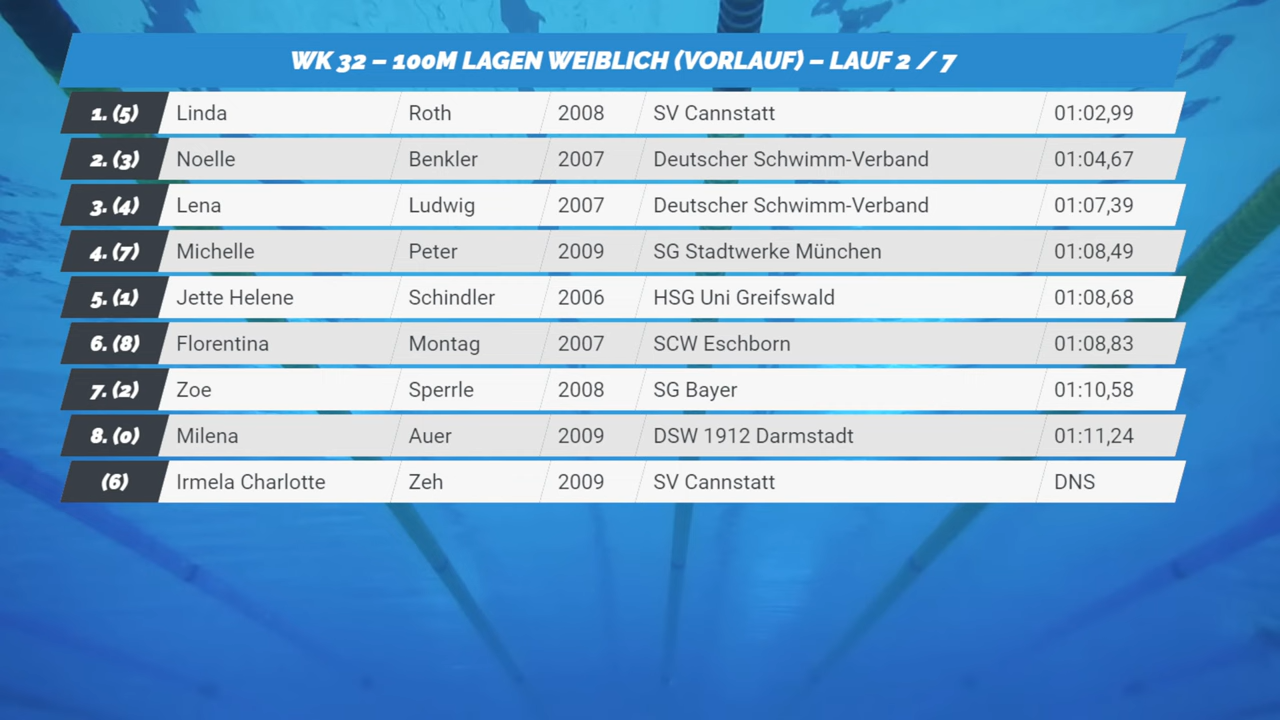 WK 32 – 100M LAGEN WEIBLICH (VORLAUF) – LAUF 2 / 7
1. (5) Linda Roth 2008 SV Cannstatt 01:02,99
2. (3) Noelle Benkler 2007 Deutscher Schwimm-Verband 01:04,67
3. (4) Lena Ludwig 2007 Deutscher Schwimm-Verband 01:07,39
4. (7) Michelle Peter 2009 SG Stadtwerke München 01:08,49
5. (1) Jette Helene Schindler 2006 HSG Uni Greifswald 01:08,68
6. (8) Florentina Montag 2007 SCW Eschborn 01:08,83
7. (2) Zoe Sperrle 2008 SG Bayer 01:10,58
8. (0) Milena Auer 2009 DSW 1912 Darmstadt 01:11,24
(6) Irmela Charlotte Zeh 2009 SV Cannstatt DNS